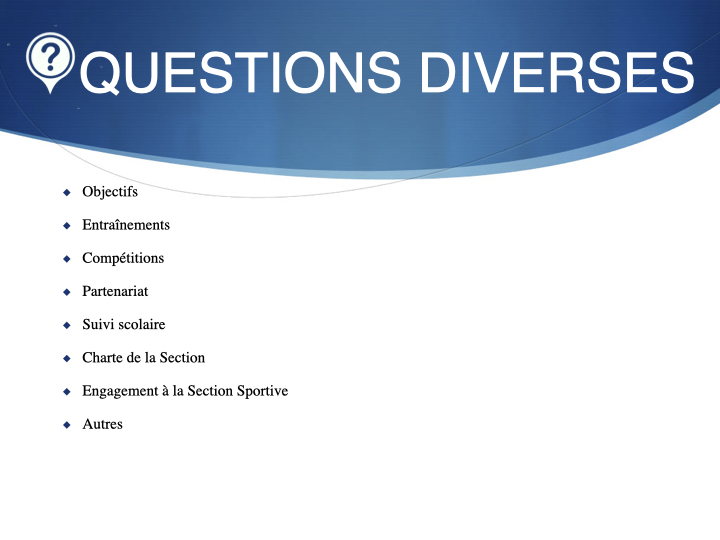 ?
QUESTIONS DIVERSES
Objectifs
Entraînements
Compétitions
Partenariat
Suivi scolaire
Charte de la Section
Engagement à la Section Sportive
Autres